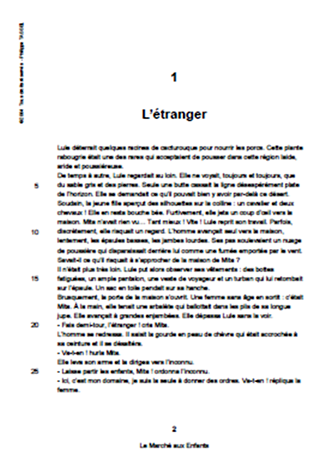 1
L'étranger
Luie déterrait quelques racines de cactuouque pour nourrir les porcs. Cette plante
rabougrie était une des rares qui acceptaient de pousser dans cette région laide,
aride et poussiéreuse.
De temps à autre, Luie regardait au loin. Elle ne voyait, toujours et toujours, que
5 du sable gris et des pierres. Seule une butte cassait la ligne désespérément plate
de l'horizon. Elle se demandait ce qu'il pouvait bien y avoir par-delà ce désert.
Soudain, la jeune fille aperçut des silhouettes sur la colline : un cavalier et deux
chevaux ! Elle en resta bouche bée. Furtivement, elle jeta un coup d'œil vers la
maison. Mita n'avait rien vu... Tant mieux ! Vite ! Luie reprit son travail. Parfois,
10 discrètement, elle risquait un regard. L'homme avançait seul vers la maison,
lentement, les épaules basses, les jambes lourdes. Ses pas soulevaient un nuage
de poussière qui disparaissait derrière lui comme une fumée emportée par le vent.
Savait-il ce qu'il risquait à s'approcher de la maison de Mita ?
Il n'était plus très loin. Luie put alors observer ses vêtements : des bottes
15 fatiguées, un ample pantalon, une veste de voyageur et un turban qui lui retombait
sur l'épaule. Un sac en toile pendait sur sa hanche.
Brusquement, la porte de la maison s'ouvrit. Une femme sans âge en sortit : c'était
Mita. À la main, elle tenait une arbalète qui ballottait dans les plis de sa longue
jupe. Elle avançait à grandes enjambées. Elle dépassa Luie sans la voir.
20 - Fais demi-tour, l'étranger ! cria Mita.
L'homme se redressa. Il saisit la gourde en peau de chèvre qui était accrochée à
sa ceinture et il se désaltéra.
- Va-t-en ! hurla Mita.
Elle leva son arme et la dirigea vers l'inconnu.
25 - Laisse partir les enfants, Mita ! ordonna l'inconnu.
- Ici, c'est mon domaine, je suis la seule à donner des ordres. Va-t-en ! répliqua la
femme.
2
Le Marché aux Enfants